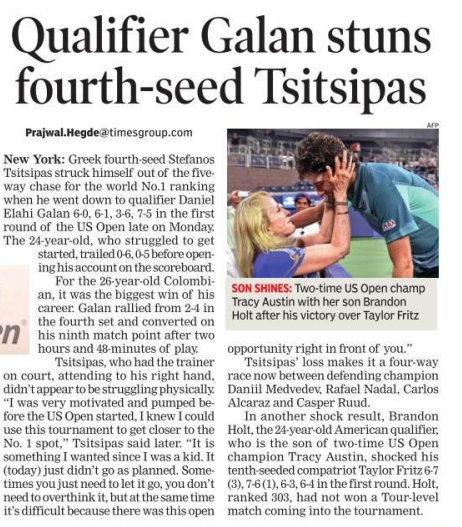 Qualifier Galan stuns
fourth-seed Tsitsipas
Prajwal.Hegde@timesgroup.com
New York: Greek fourth-seed Stefanos
Tsitsipas struck himself out of the five-
way chase for the world No.1 ranking
when he went down to qualifier Daniel
Elahi Galan 6-0, 6-1, 3-6, 7-5 in the first
round of the US Open late on Monday.
The 24-year-old, who struggled to get
started, trailed 0-6, 0-5 before open-
ing his account on the scoreboard.
For the 26-year-old Colombi-
an, it was the biggest win of his
career. Galan rallied from 2-4 in
the fourth set and converted on
his ninth match point after two
hours and 48-minutes of play.
Tsitsipas, who had the trainer
on court, attending to his right hand,
didn't appear to be struggling physically.
"I was very motivated and pumped be-
fore the US Open started, I knew I could
use this tournament to get closer to the
No. 1 spot," Tsitsipas said later. "It is
something I wanted since I was a kid. It
(today) just didn't go as planned. Some-
times you just need to let it go, you don't
need to overthink it, but at the same time
it's difficult because there was this open
AFP
SON SHINES: Two-time US Open champ
Tracy Austin with her son Brandon
Holt after his victory over Taylor Fritz
opportunity right in front of you."
Tsitsipas' loss makes it a four-way
race now between defending champion
Daniil Medvedev, Rafael Nadal, Carlos
Alcaraz and Casper Ruud.
In another shock result, Brandon
Holt, the 24-year-old American qualifier,
who is the son of two-time US Open
champion Tracy Austin, shocked his
tenth-seeded compatriot Taylor Fritz 6-7
(3), 7-6 (1), 6-3, 6-4 in the first round. Holt,
ranked 303, had not won a Tour-level
match coming into the tournament.